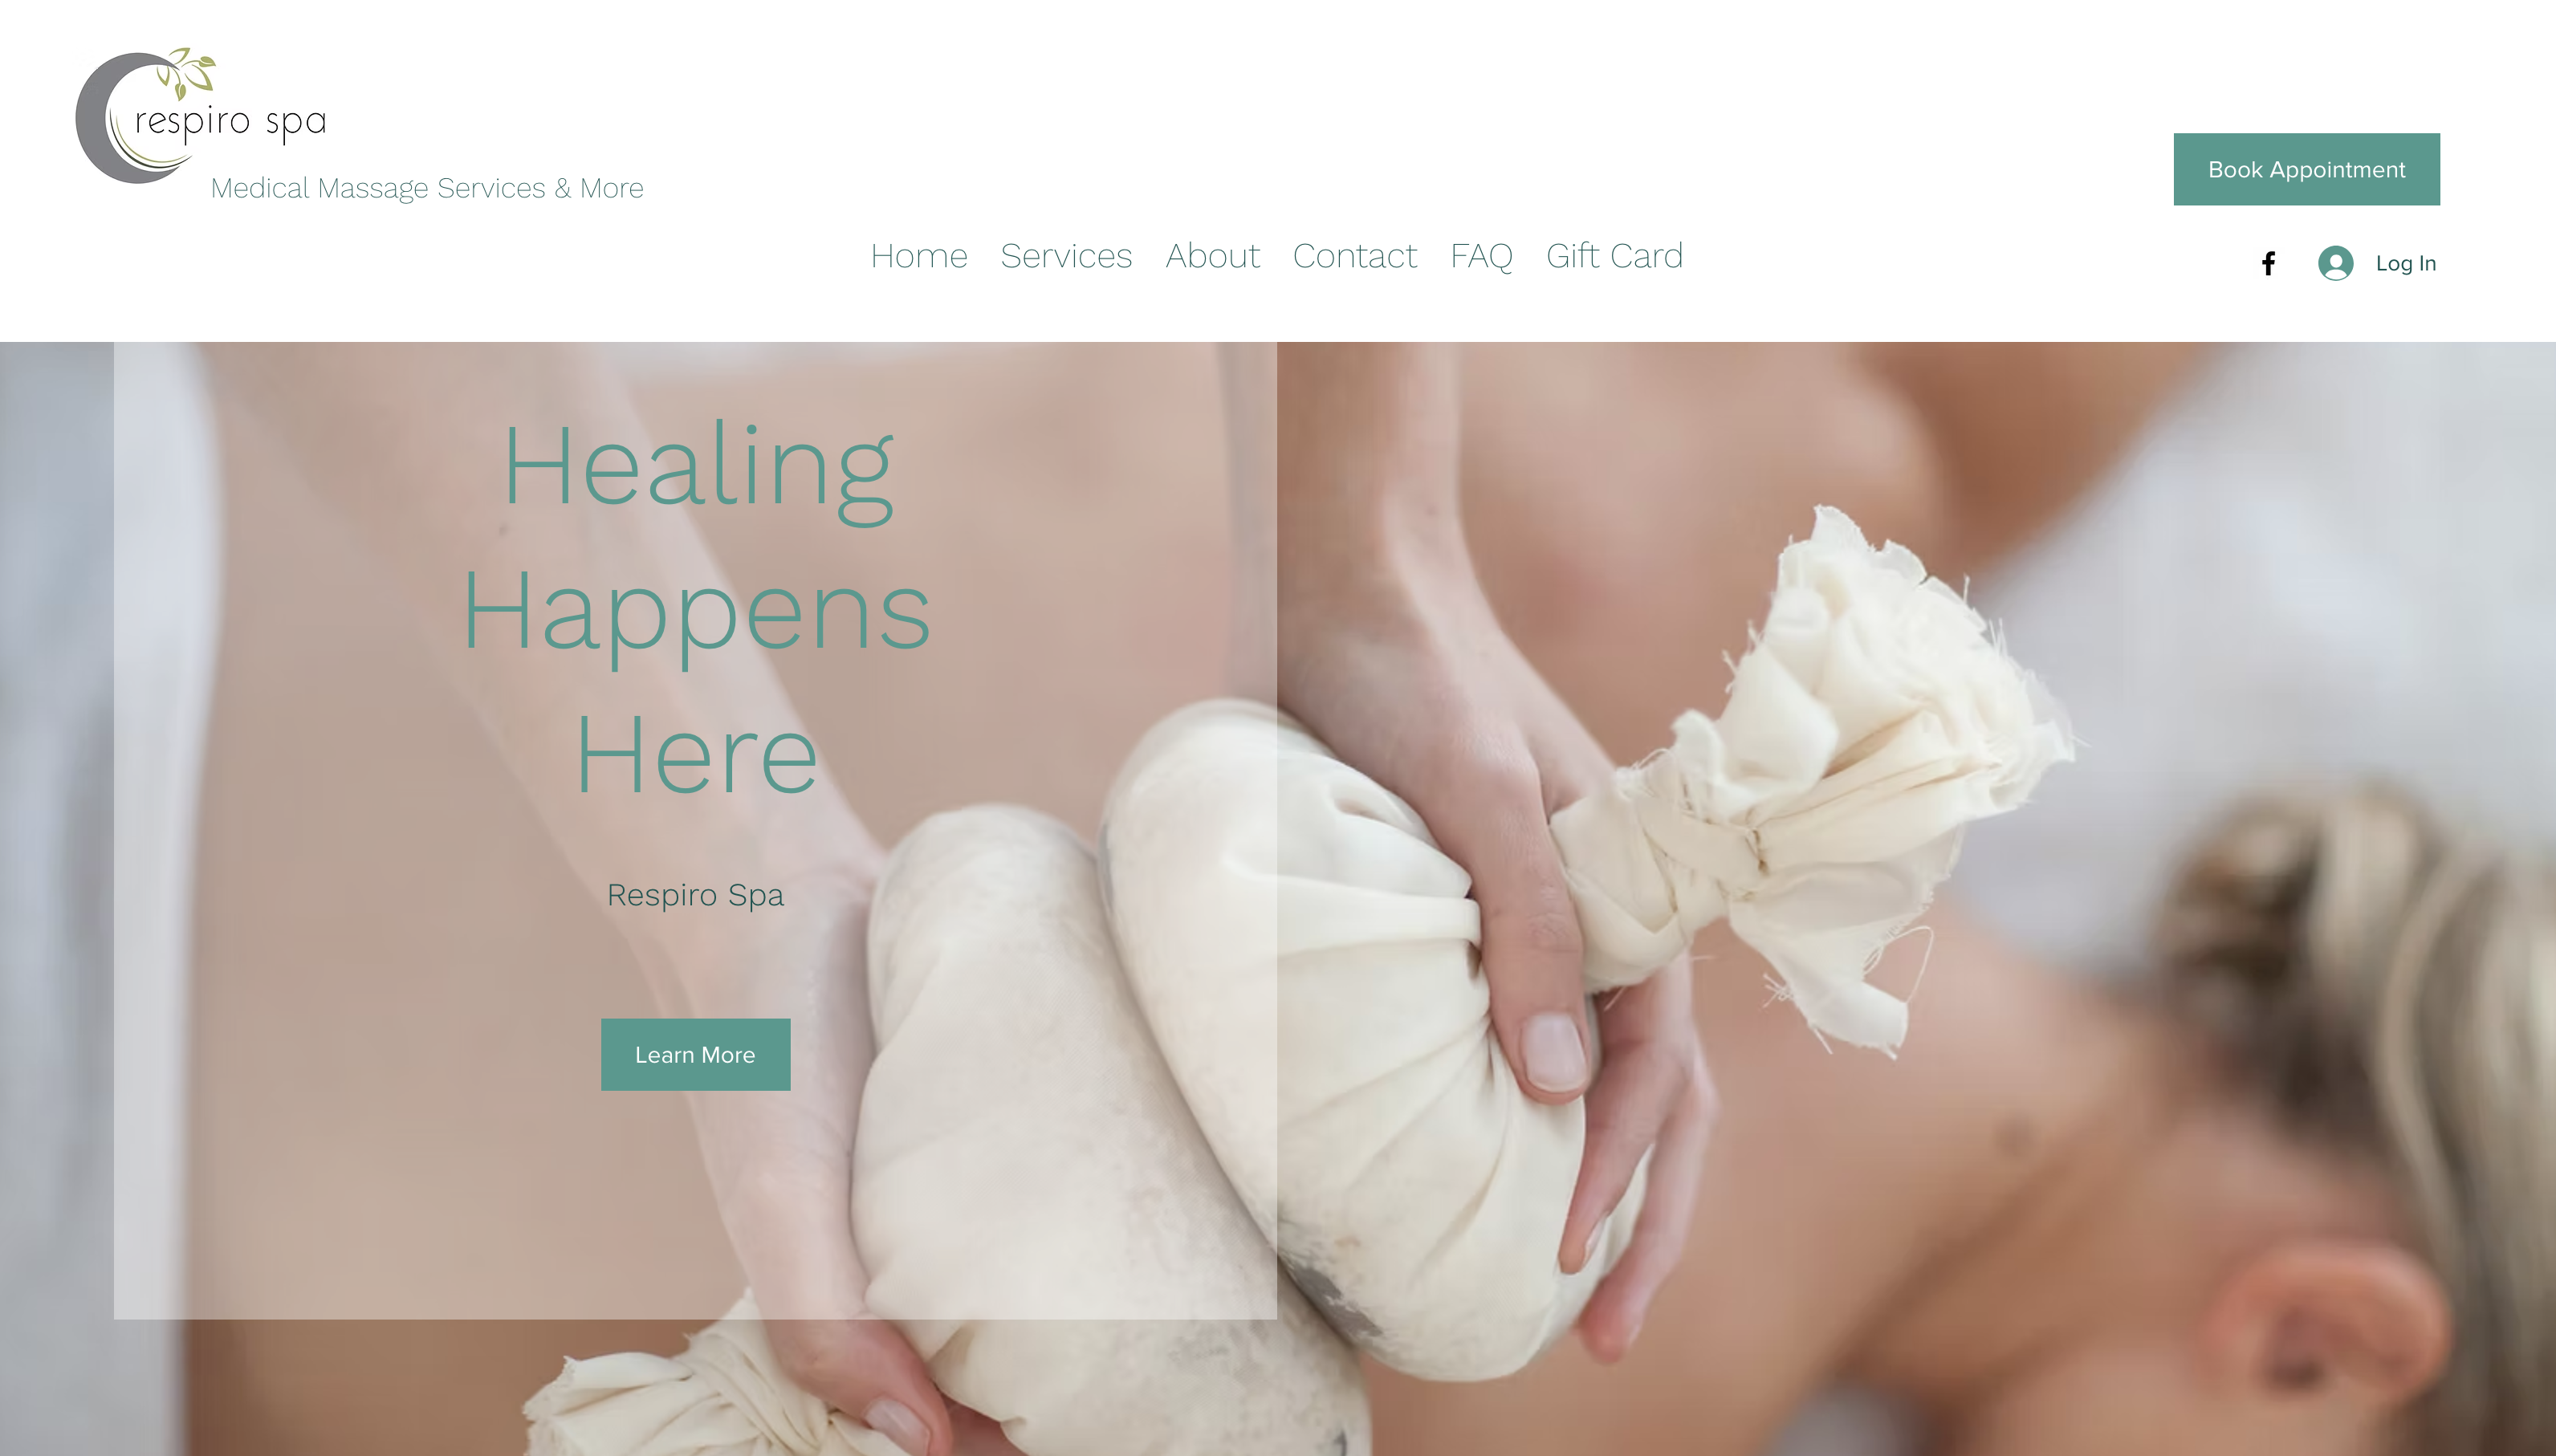 respiro spa
Medical Massage Services & More
Book Appointment
Home Services About Contact FAQ Gift Card
f Log In
Healing
Happens
Here
Respiro Spa
Learn More